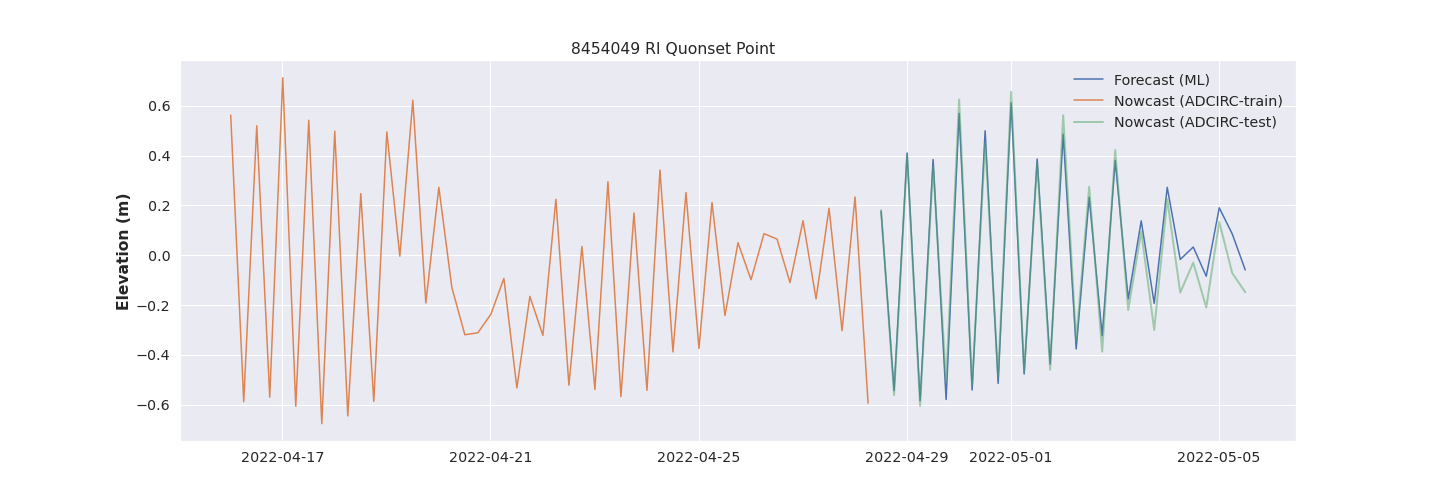 8454049 RI Quonset Point
Forecast (ML)
Nowcast (ADCIRC-train)
Nowcast (ADCIRC-test)
Elevation (m)
0.6
0.4
0.2
0.0
−0.2
−0.4
−0.6
2022-04-17 2022-04-21 2022-04-25 2022-04-29 2022-05-01 2022-05-05